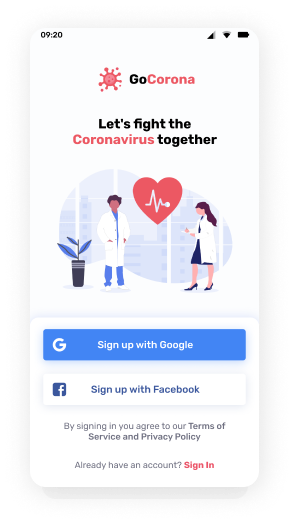 09:20
GoCorona
Let's fight the
Coronavirus together
Sign up with Google
Sign up with Facebook
By signing in you agree to our Terms of
Service and Privacy Policy
Already have an account? Sign In